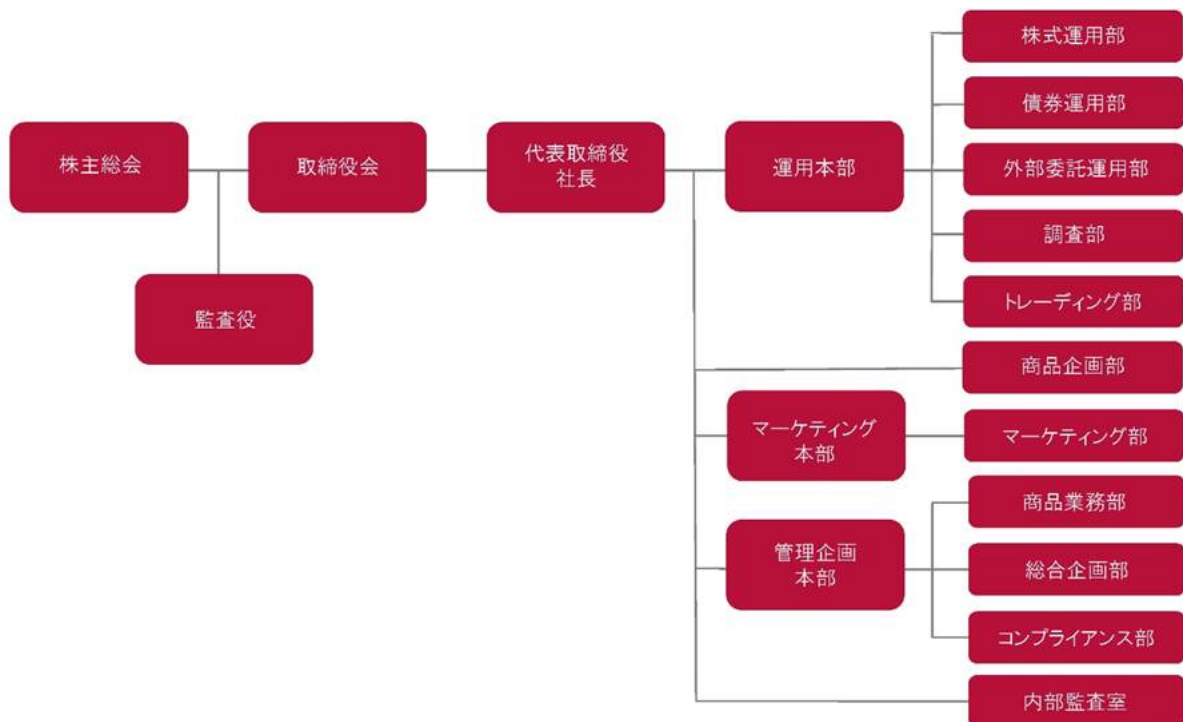 株主総会
取締役会
代表取締役
社長
監査役
運用本部
株式運用部
債券運用部
外部委託運用部
調査部
トレーディング部
商品企画部
マーケティング
本部
マーケティング部
管理企画
本部
商品業務部
総合企画部
コンプライアンス部
内部監査室